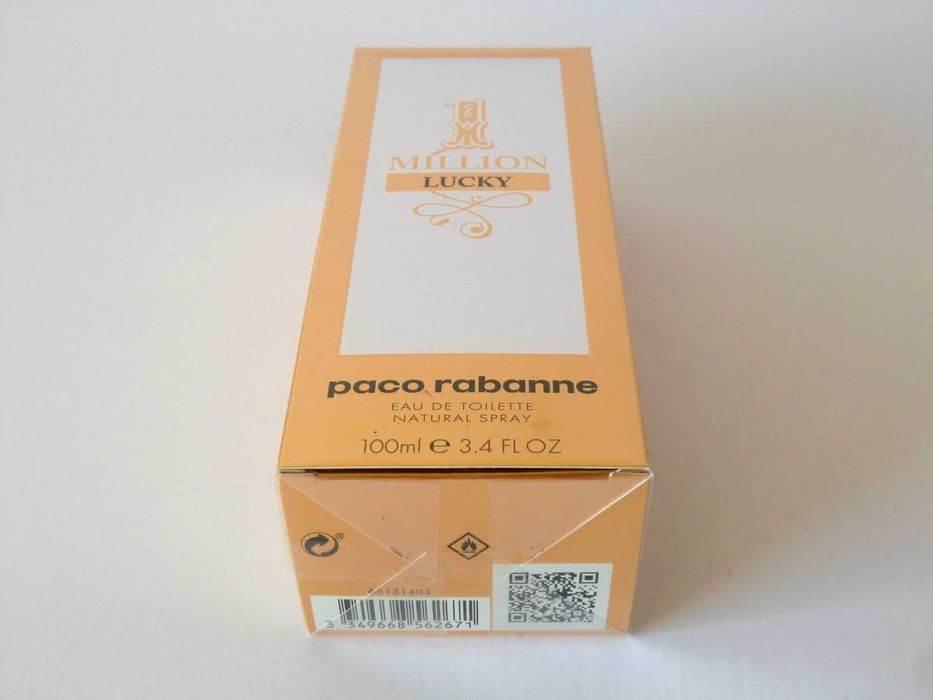 1
MILLION
LUCKY
paco rabanne
EAU DE TOILETTE
NATURAL SPRAY
100ml e 3.4 FL OZ
®
65131403
3 349668 562671